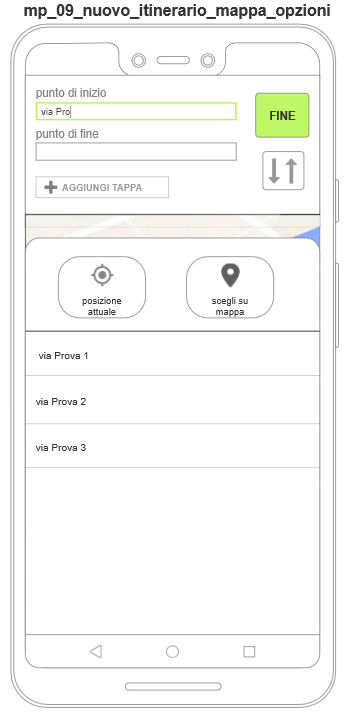 mp_09_nuovo_itinerario_mappa_opzioni
punto di inizio
via Pro
FINE
punto di fine
AGGIUNGI TAPPA
posizione
attuale
scegli su
mappa
via Prova 1
via Prova 2
via Prova 3